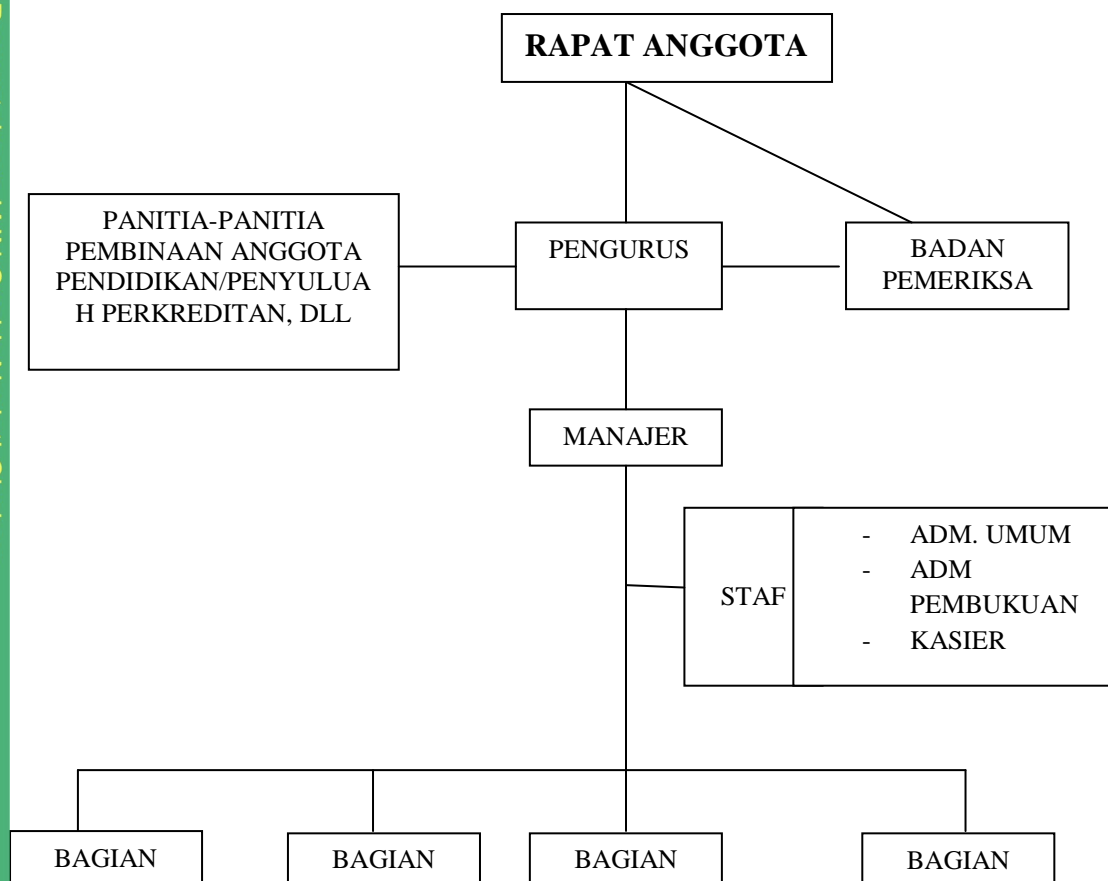 RAPAT ANGGOTA
PANITIA-PANITIA
PEMBINAAN ANGGOTA
PENDIDIKAN/PENYULUA
H PERKREDITAN, DLL
PENGURUS
BADAN
PEMERIKSA
MANAJER
STAF
- ADM. UMUM
- ADM
PEMBUKUAN
- KASIER
BAGIAN
BAGIAN
BAGIAN
BAGIAN